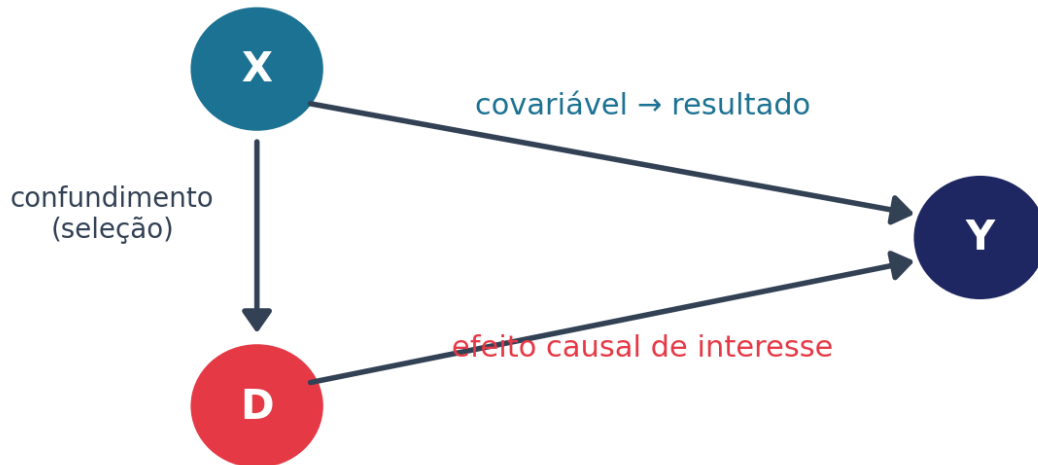 X
covariável → resultado
confundimento
(seleção)
Y
efeito causal de interesse
D